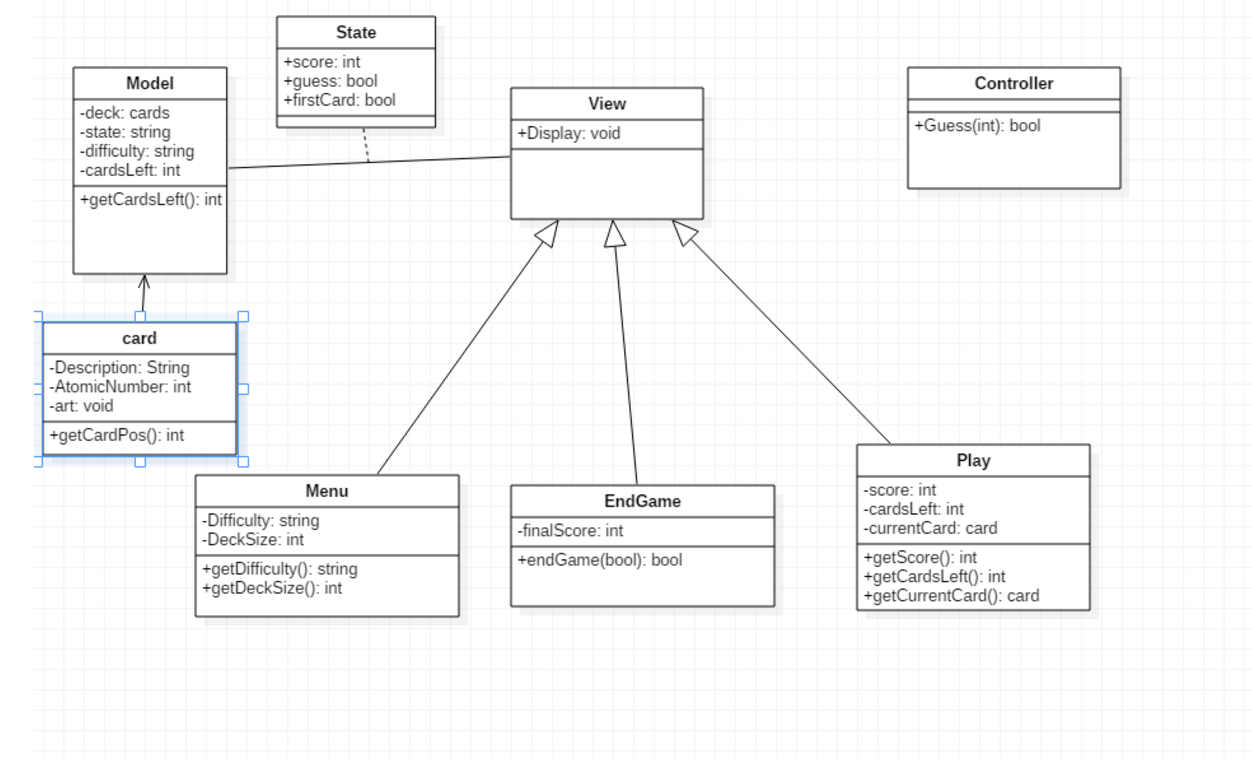 State
+score: int
+guess: bool
+firstCard: bool
Model
-deck: cards
-state: string
-difficulty: string
-cardsLeft: int
+getCardsLeft(): int
View
+Display: void
Controller
+Guess(int): bool
card
-Description: String
-AtomicNumber: int
-art: void
+getCardPos(): int
Menu
-Difficulty: string
-DeckSize: int
+getDifficulty(): string
+getDeckSize(): int
EndGame
-finalScore: int
+endGame(bool): bool
Play
-score: int
-cardsLeft: int
-currentCard: card
+getScore(): int
+getCardsLeft(): int
+getCurrentCard(): card